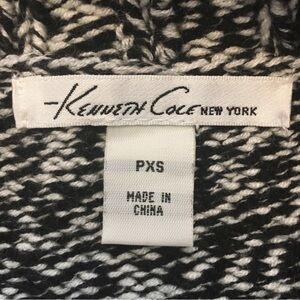 Kenneth Cole NEW YORK
PXS
MADE IN
CHINA